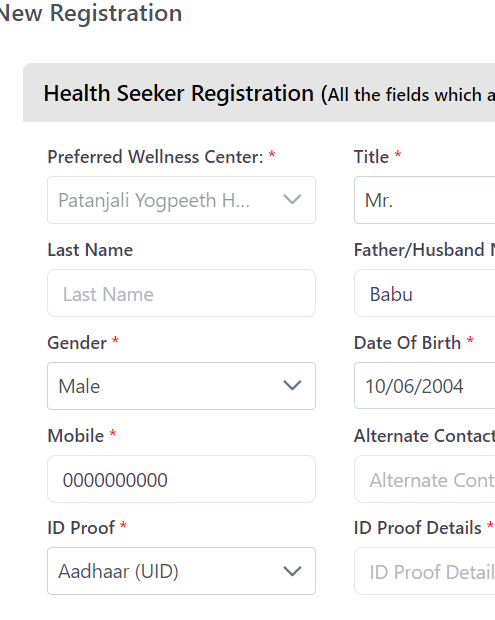 New Registration
Health Seeker Registration (All the fields which a
Preferred Wellness Center: * Title *
Patanjali Yogpeeth H... Mr.
Last Name Father/Husband N
Last Name Babu
Gender * Date Of Birth *
Male 10/06/2004
Mobile * Alternate Contact
0000000000 Alternate Cont
ID Proof * ID Proof Details *
Aadhaar (UID) ID Proof Detail